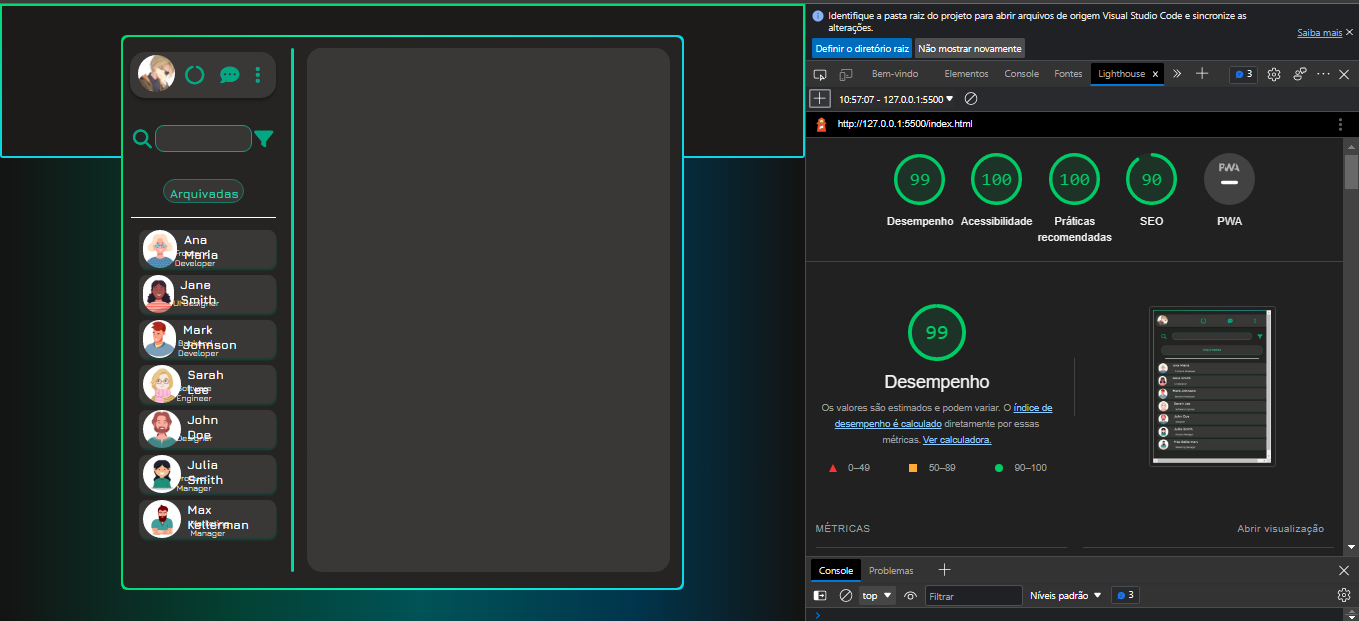 Arquivadas
Ana
Maria
Developer
Jane
Smith
UI Designer
Mark
Johnson
Developer
Sarah
Lee
Engineer
John
Doe
Designer
Julia
Smith
Manager
Max
Kellerman
Manager
Identifique a pasta raiz do projeto para abrir arquivos de origem Visual Studio Code e sincronize as
alterações.
Saiba mais
Definir o diretório raiz Não mostrar novamente
Bem-vindo Elementos Console Fontes Lighthouse 3
10:57:07 - 127.0.0.1:5500
http://127.0.0.1:5500/index.html
99 100 100 90 PWA
Desempenho Acessibilidade Práticas recomendadas SEO PWA
99
Desempenho
Os valores são estimados e podem variar. O índice de
desempenho é calculado diretamente por essas
métricas. Ver calculadora.
0–49 50–89 90–100
MÉTRICAS Abrir visualização
Console Problemas
top Filtrar Níveis padrão 3